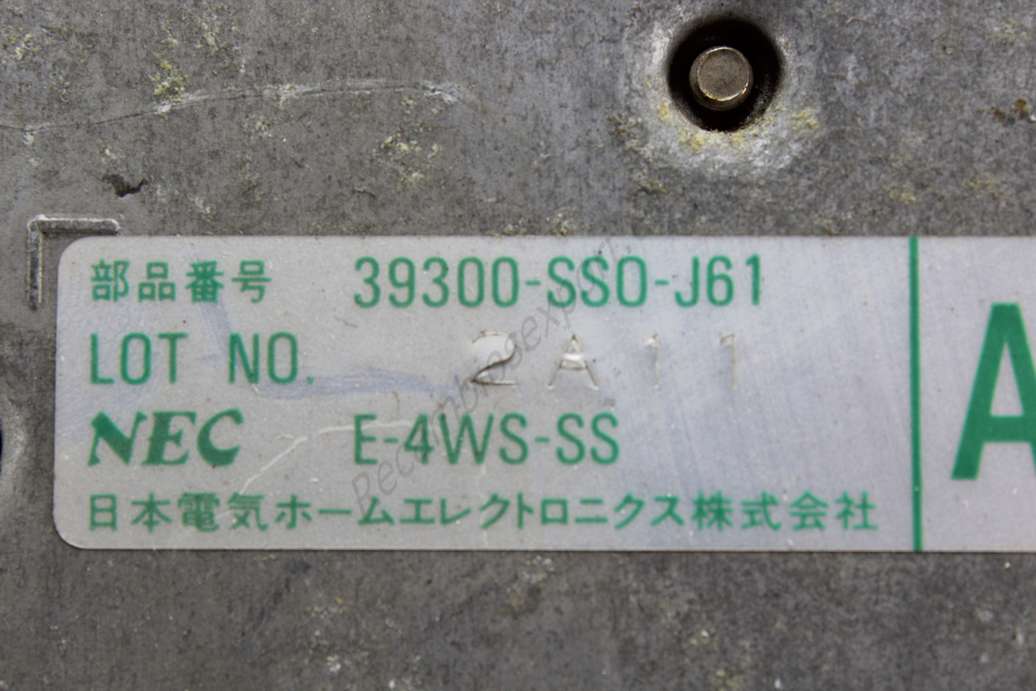 部品番号 39300-SS0-J61
LOT NO. 2A11
NEC E-4WS-SS
日本電気ホームエレクトロニクス株式会社
A